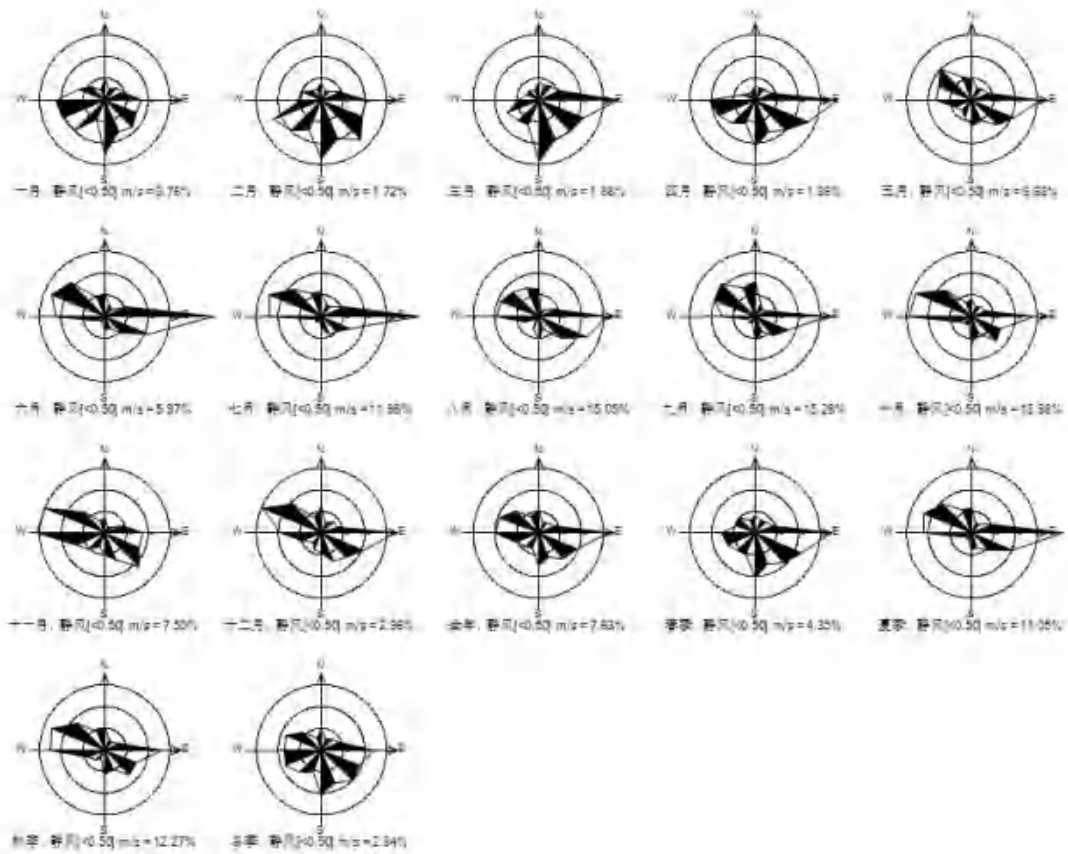 N N N N N
W E W E W E W E W E
S S S S S
一月, 静风[<0.50] 二月, 静风[<0.50] m/s=1.72% 三月, 静风[<0.50] 四月, 静风[<0.50] 五月, 静风[<0.50]
N N N N N
W E W E W E W E W E
S S S S S
六月, 静风[<0.50] m/s=5.97% 七月, 静风[<0.50] 八月, 静风[<0.50] m/s=15.05% 九月, 静风[<0.50] 十月, 静风[<0.50]
N N N N N
W E W E W E W E W E
S S S S S
十一月, 静风[<0.50] m/s=7.50% 十二月, 静风[<0.50] 全年, 静风[<0.50] m/s=7.63% 春季, 静风[<0.50] m/s=4.35% 夏季, 静风[<0.50] m/s=11.05%
N N
W E W E
S S
秋季, 静风[<0.50] m/s=12.27% 冬季, 静风[<0.50] m/s=2.84%